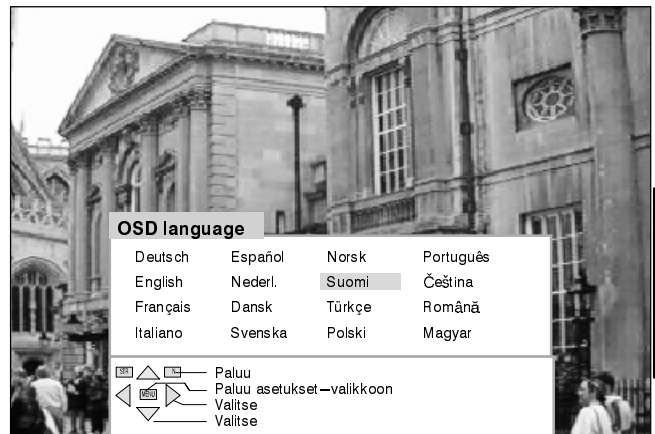 OSD language
Deutsch Español Norsk Português
English Nederl. Suomi Čeština
Français Dansk Türkçe Română
Italiano Svenska Polski Magyar
Paluu
MENU Paluu asetukset–valikkoon
Valitse
Valitse